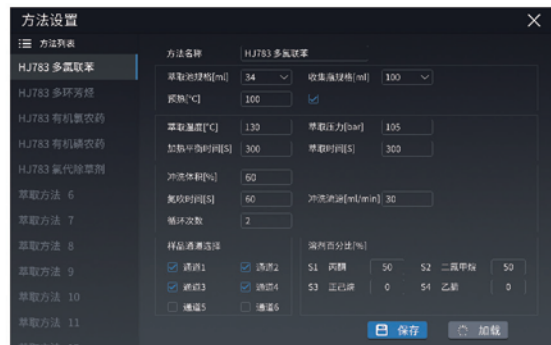 方法设置
方法列表
HJ783 多氯联苯
HJ783 多环芳烃
HJ783 有机氯农药
HJ783 有机磷农药
HJ783 氯代除草剂
萃取方法 6
萃取方法 7
萃取方法 8
萃取方法 9
萃取方法 10
萃取方法 11
方法名称 HJ783 多氯联苯
萃取池规格[ml] 34 收集瓶规格[ml] 100
预热[°C] 100
萃取温度[°C] 130 萃取压力[bar] 105
加热平衡时间[S] 300 萃取时间[S] 300
冲洗体积[%] 60
氮吹时间[S] 60 冲洗流速[ml/min] 30
循环次数 2
样品通道选择 溶剂百分比[%]
通道1 通道2 S1 丙酮 50 S2 二氯甲烷 50
通道3 通道4 S3 正己烷 0 S4 乙腈 0
通道5 通道6
保存 加载